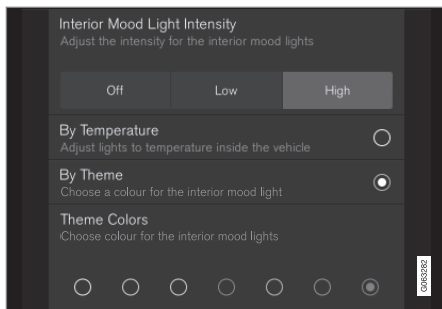 Interior Mood Light Intensity
Adjust the intensity for the interior mood lights
Off Low High
By Temperature
Adjust lights to temperature inside the vehicle
By Theme
Choose a colour for the interior mood light
Theme Colors
Choose colour for the interior mood lights
G063282